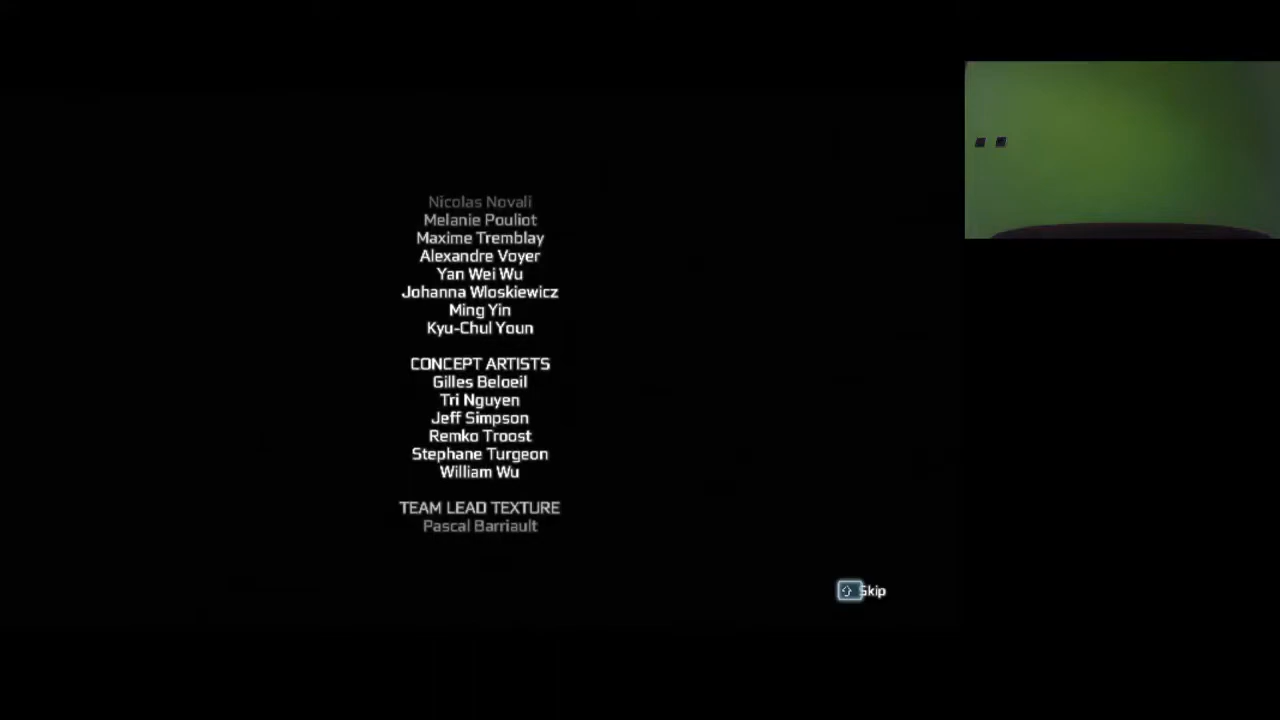 Nicolas Novali
Melanie Pouliot
Maxime Tremblay
Alexandre Voyer
Yan Wei Wu
Johanna Wloskiewicz
Ming Yin
Kyu-Chul Youn
CONCEPT ARTISTS
Gilles Beloeil
Tri Nguyen
Jeff Simpson
Remko Troost
Stephane Turgeon
William Wu
TEAM LEAD TEXTURE
Pascal Barriault
Skip